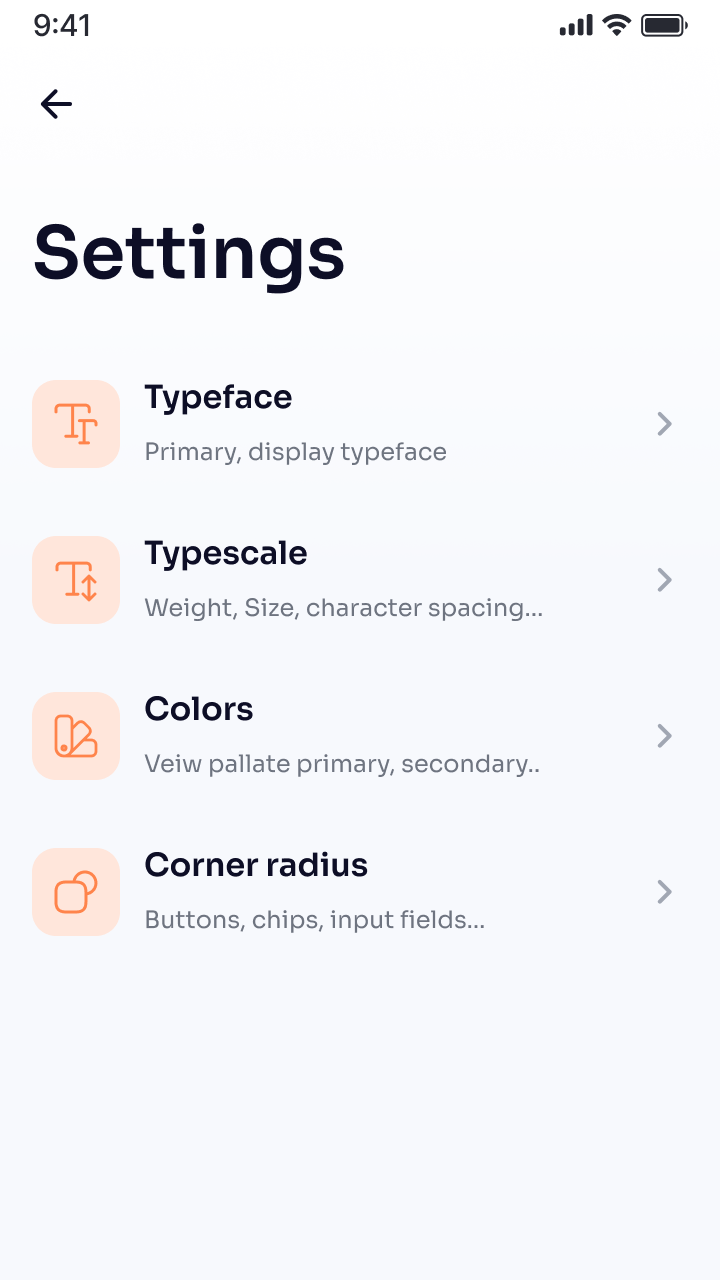 9:41
Settings
Typeface
Primary, display typeface
Typescale
Weight, Size, character spacing...
Colors
Veiw pallate primary, secondary..
Corner radius
Buttons, chips, input fields...